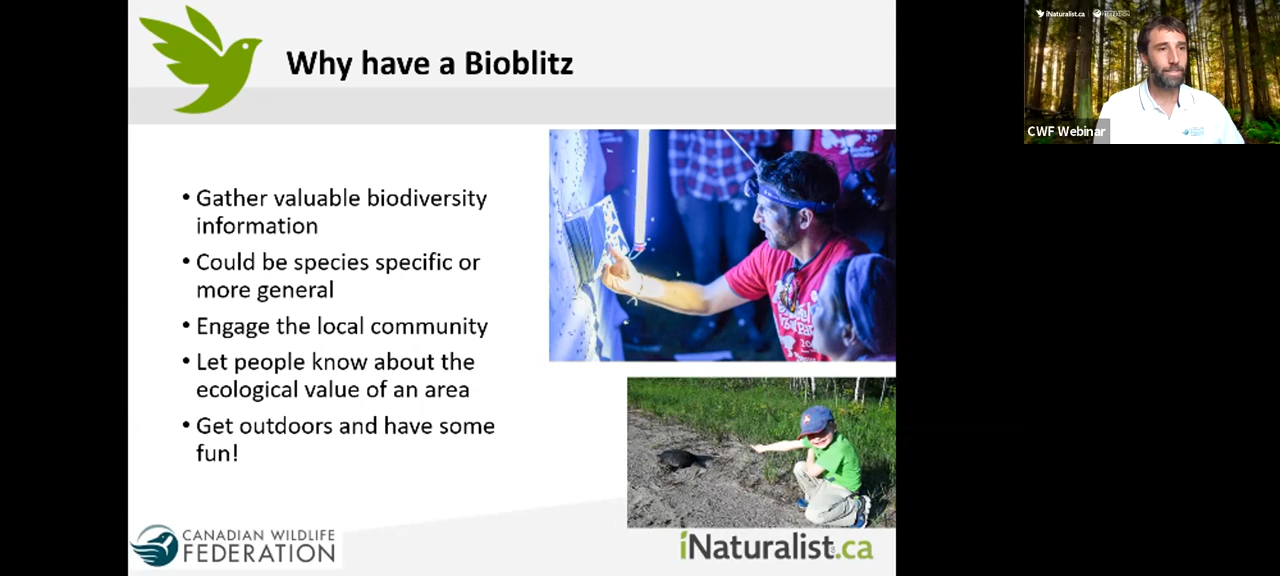 Why have a Bioblitz
• Gather valuable biodiversity
information
• Could be species specific or
more general
• Engage the local community
• Let people know about the
ecological value of an area
• Get outdoors and have some
fun!
CANADIAN WILDLIFE
FEDERATION
iNaturalist.ca
iNaturalist.ca
CWF Webinar